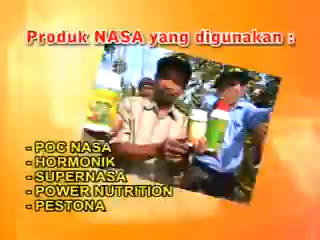 Produk NASA yang digunakan :
- POC NASA
- HORMONIK
- SUPERNASA
- POWER NUTRITION
- PESTONA